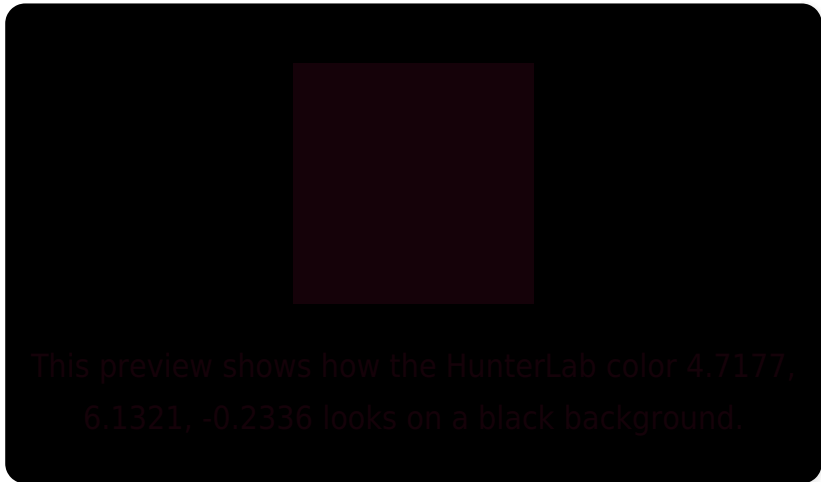 This preview shows how the HunterLab color 4.7177,
6.1321, -0.2336 looks on a black background.